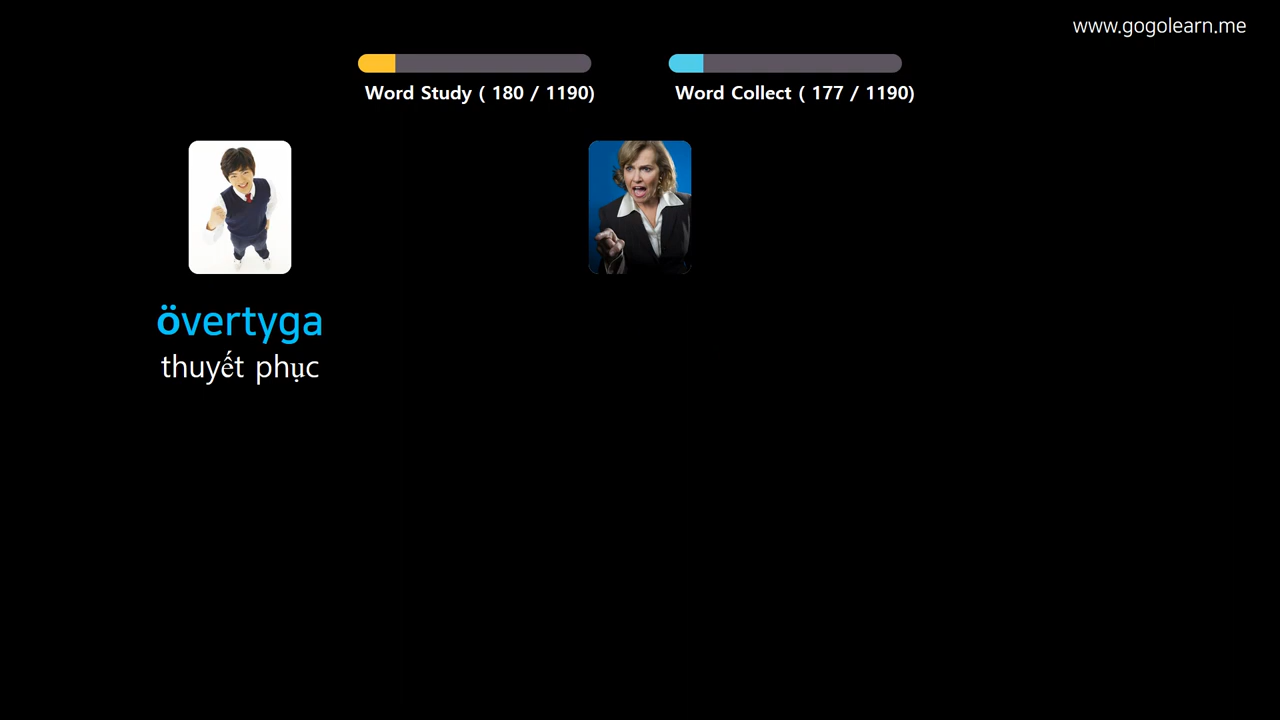 www.gogolearn.me
Word Study ( 180 / 1190)
Word Collect ( 177 / 1190)
övertyga
thuyết phục